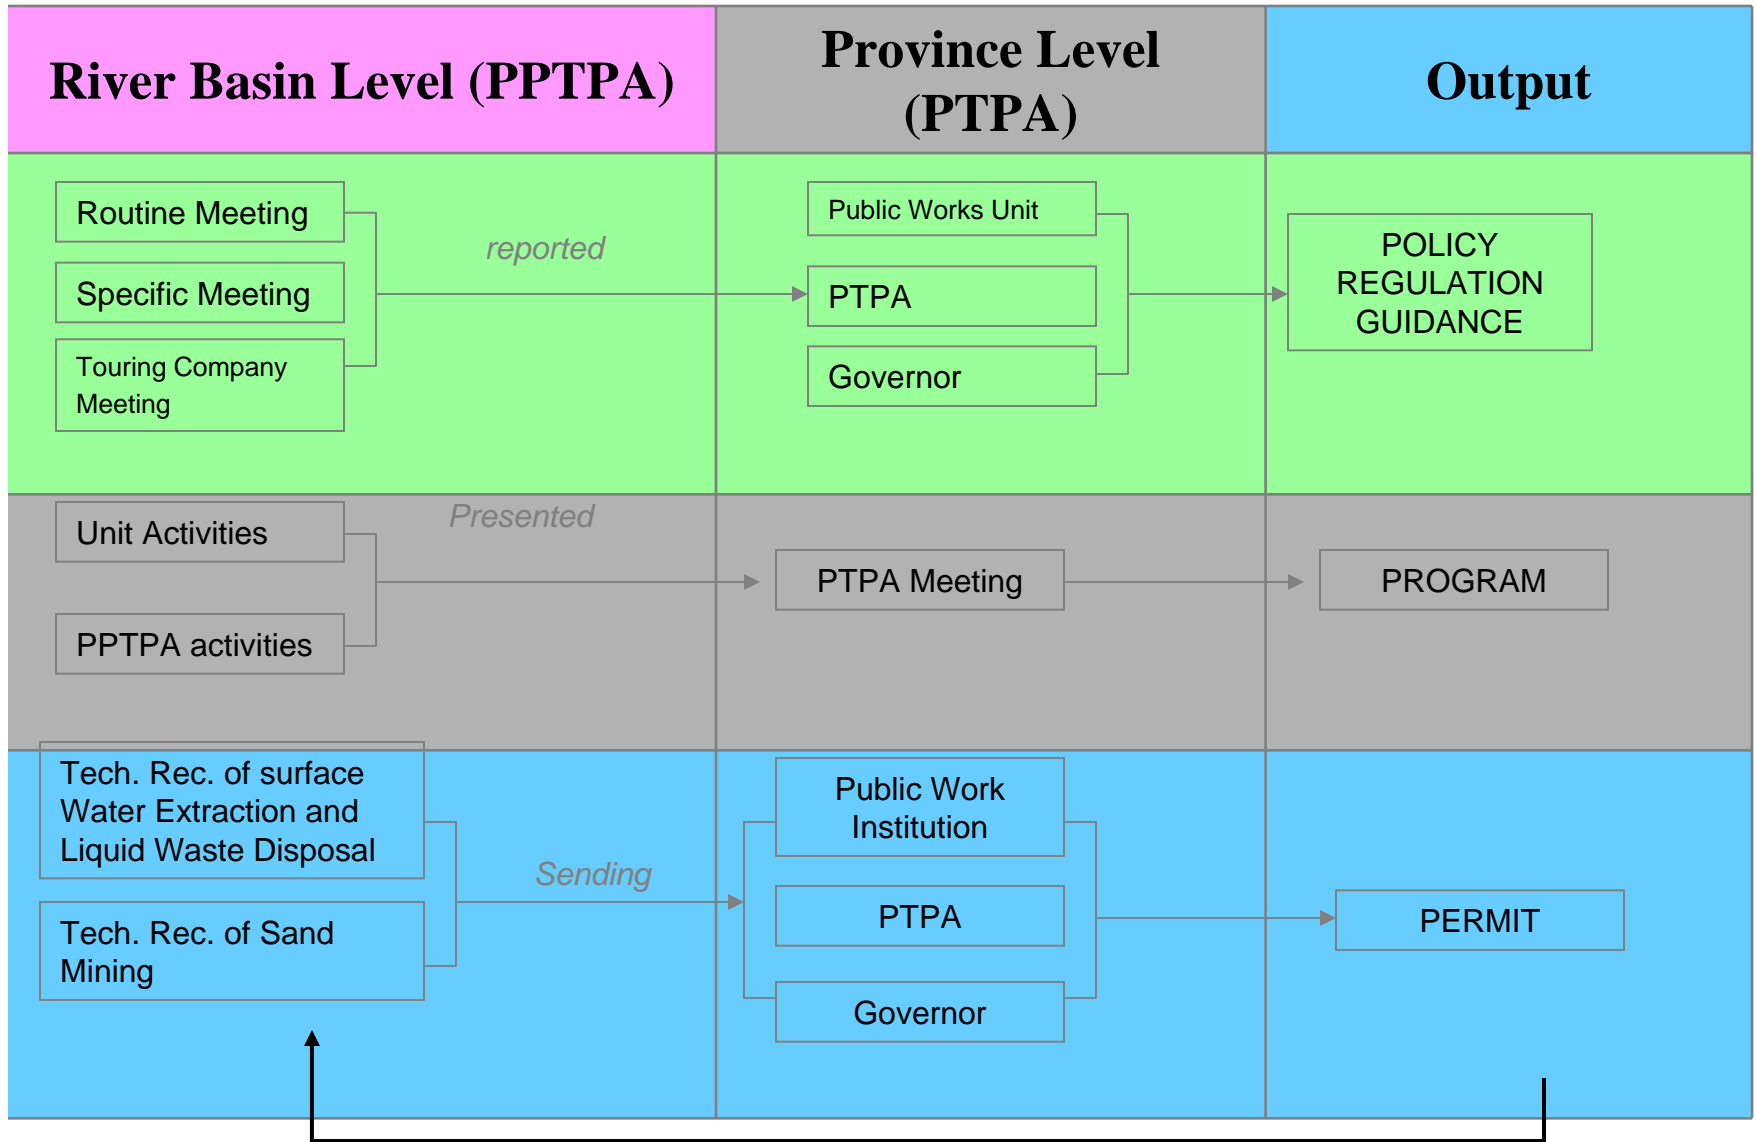 River Basin Level (PPTPA)
Province Level
(PTPA)
Output
Routine Meeting
Specific Meeting
Touring Company
Meeting
reported
Public Works Unit
PTPA
Governor
POLICY
REGULATION
GUIDANCE
Unit Activities
PPTPA activities
Presented
PTPA Meeting
PROGRAM
Tech. Rec. of surface
Water Extraction and
Liquid Waste Disposal
Tech. Rec. of Sand
Mining
Sending
Public Work
Institution
PTPA
Governor
PERMIT